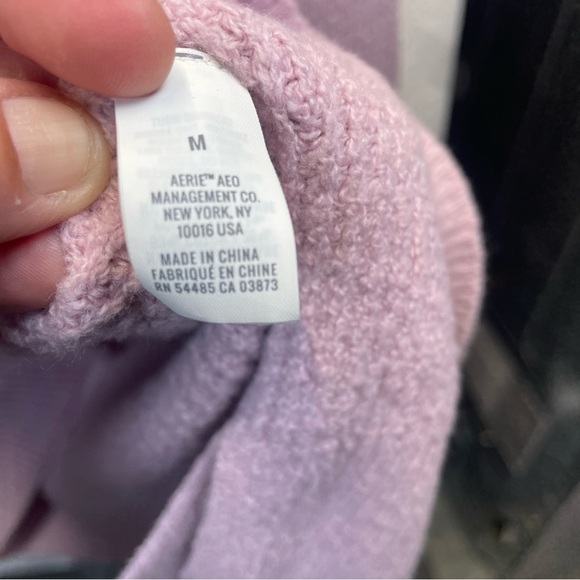 M
AERIE™ AEO
MANAGEMENT CO.
NEW YORK, NY
10016 USA
MADE IN CHINA
FABRIQUÉ EN CHINE
RN 54485 CA 03873